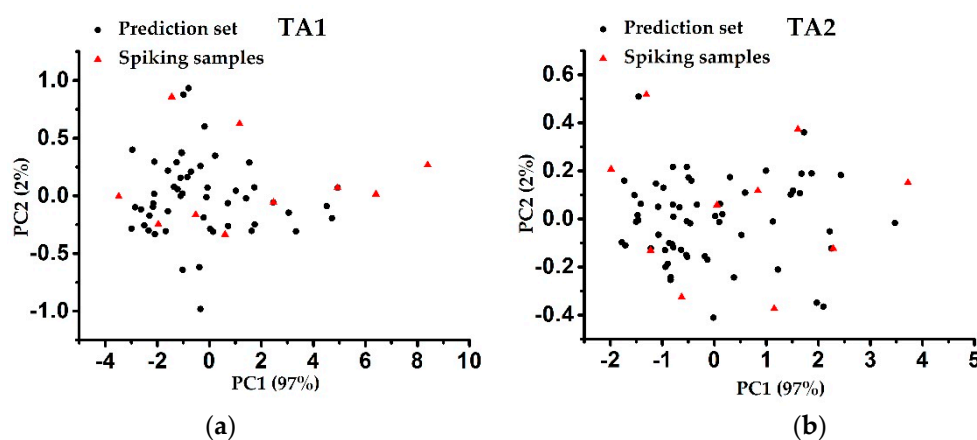 Prediction set TA1
Spiking samples
1.0
0.5
0.0
-0.5
-1.0
PC2 (2%)
-4 -2 0 2 4 6 8 10
PC1 (97%)
(a)
Prediction set TA2
Spiking samples
0.6
0.4
0.2
0.0
-0.2
-0.4
PC2 (2%)
-2 -1 0 1 2 3 4 5
PC1 (97%)
(b)